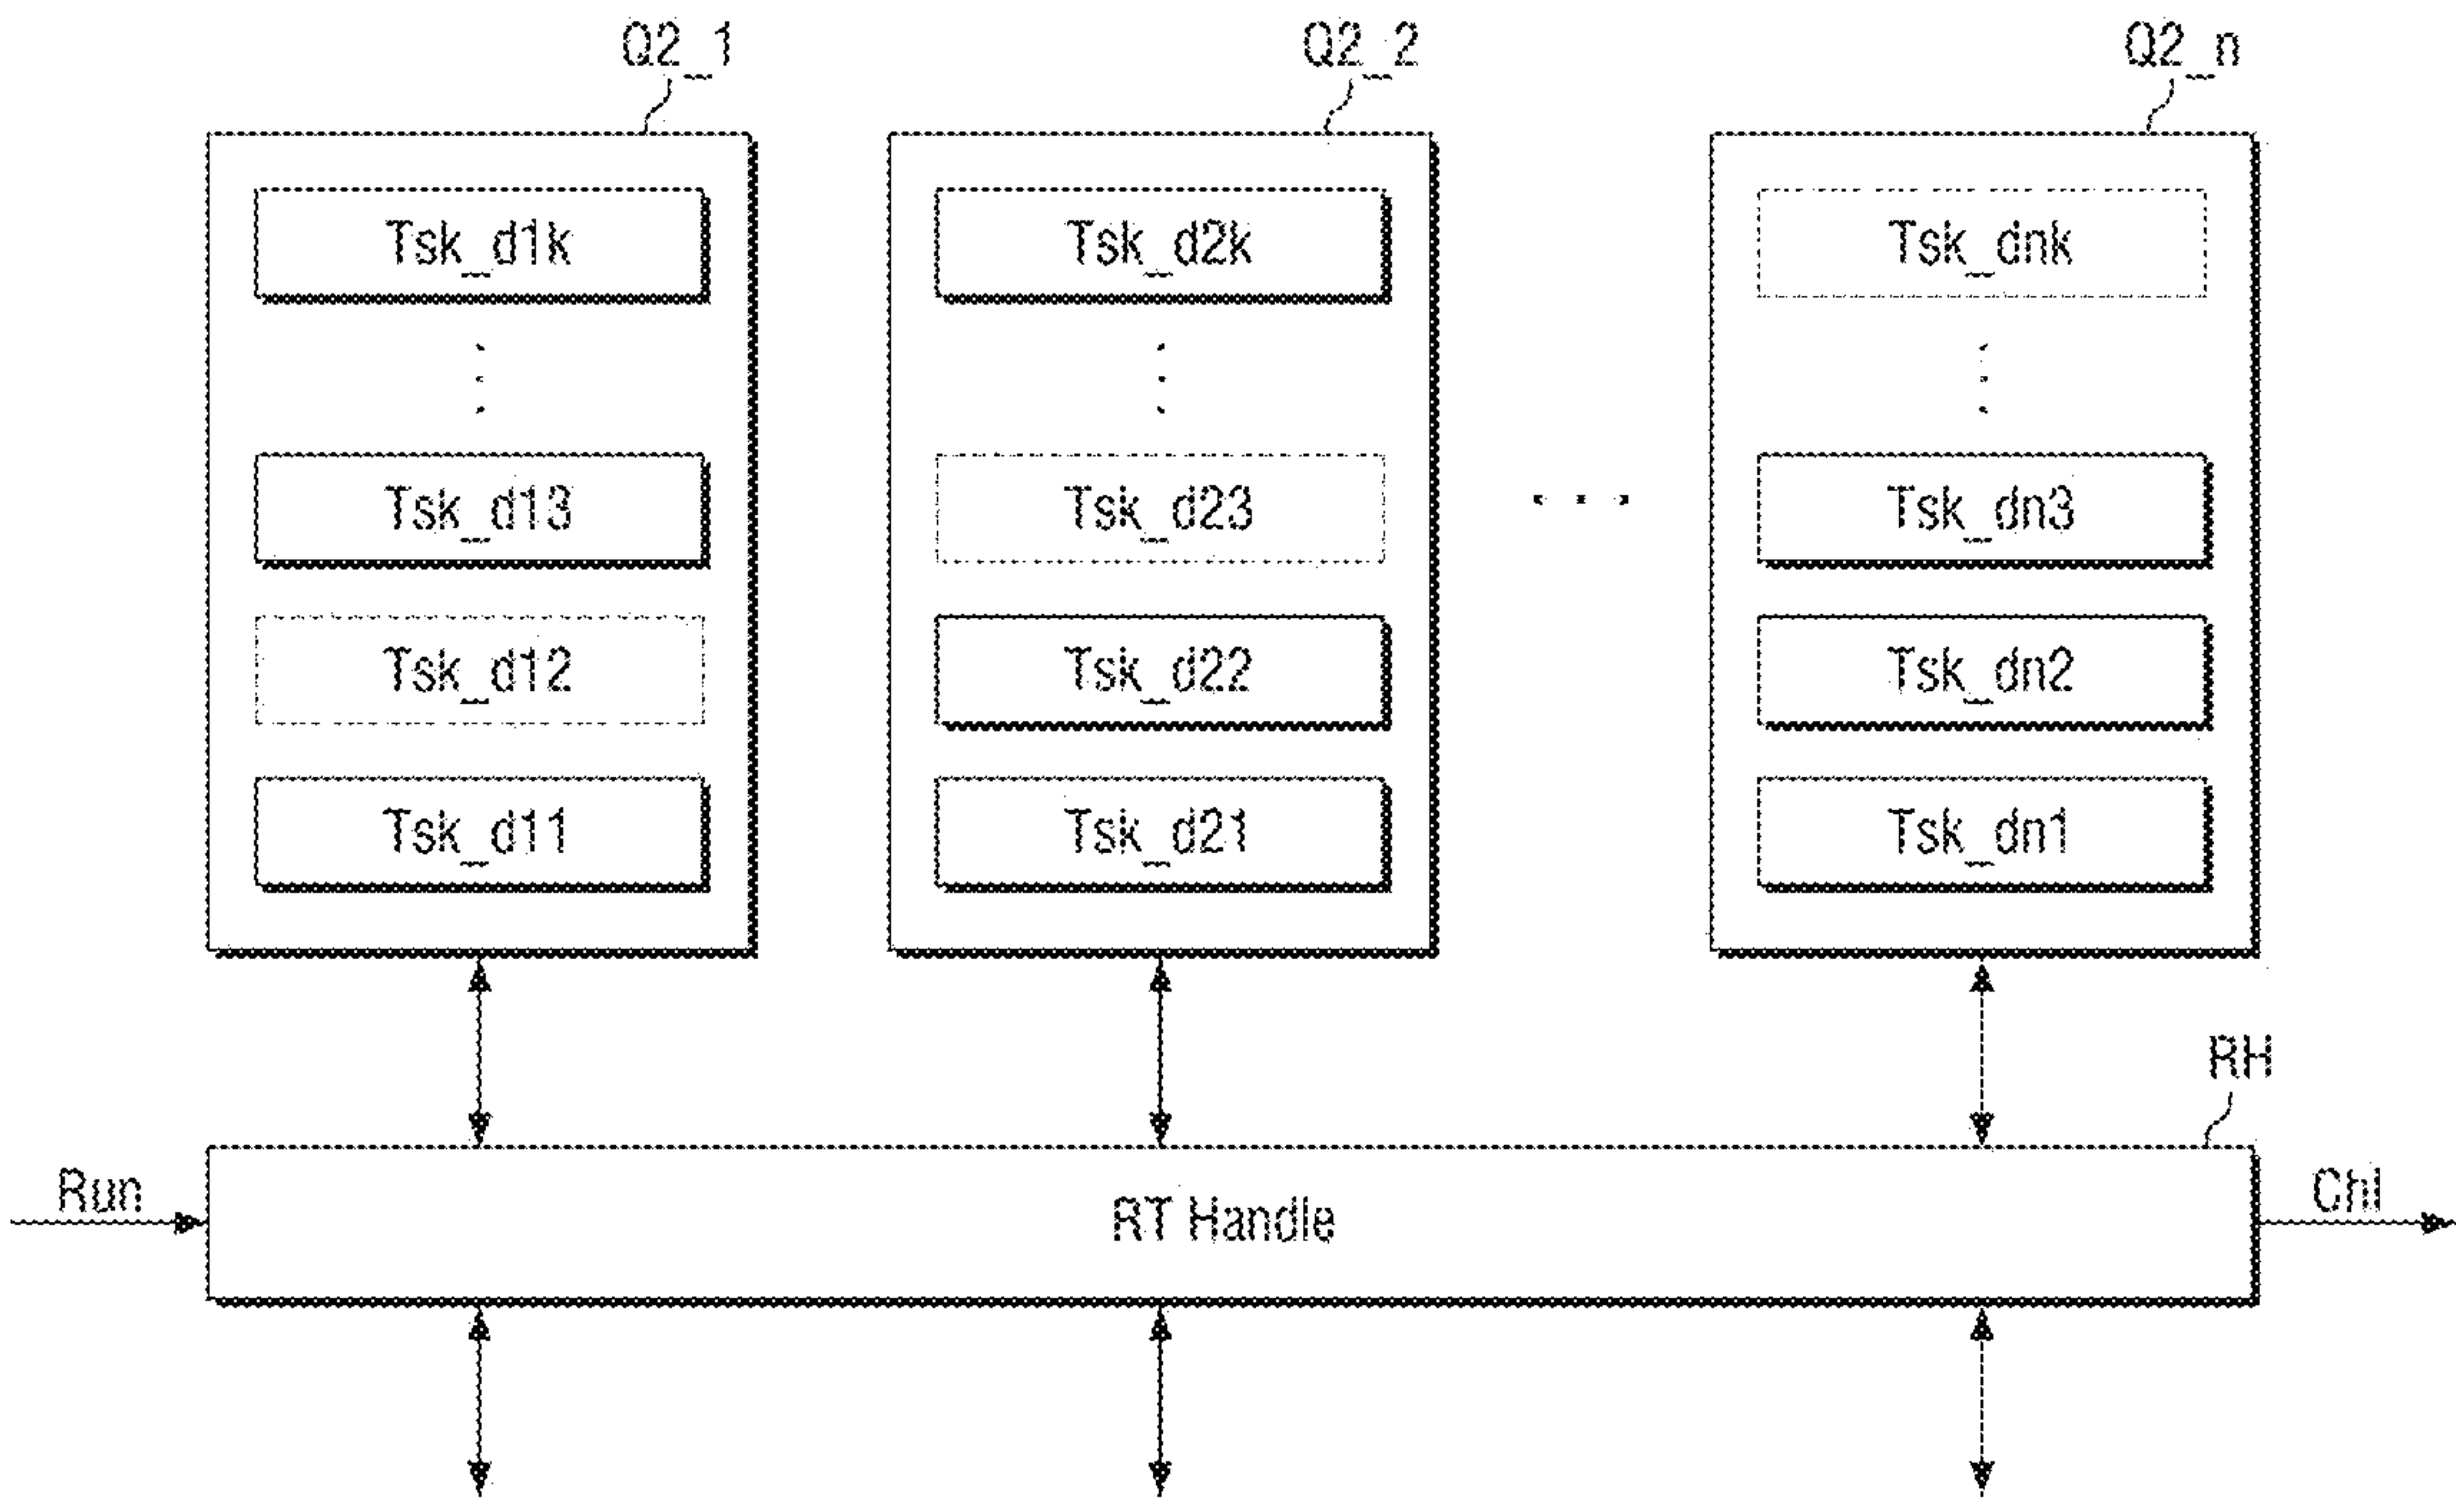 Q2_1 Q2_2 Q2_n
Tsk_d1k Tsk_d2k Tsk_dnk
Tsk_d13 Tsk_d23 Tsk_dn3
Tsk_d12 Tsk_d22 Tsk_dn2
Tsk_d11 Tsk_d21 Tsk_dn1
RH
Run RT Handle Chl